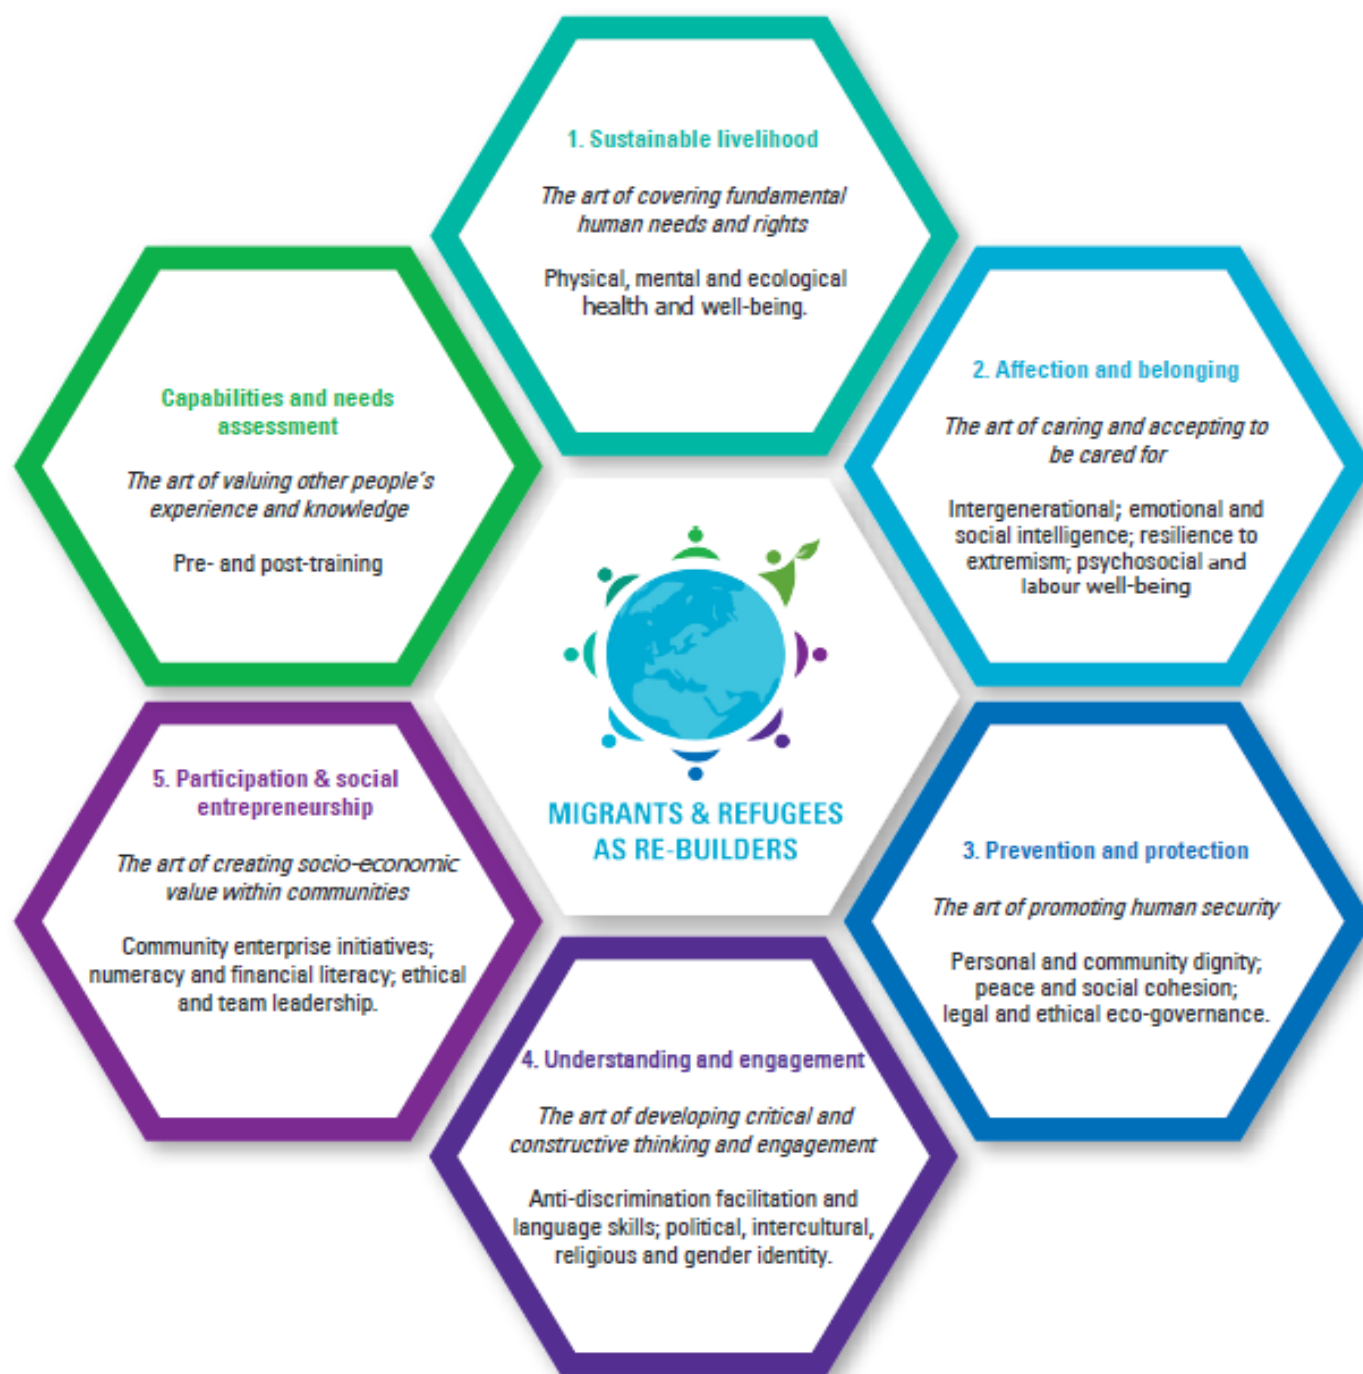 1. Sustainable livelihood
The art of covering fundamental
human needs and rights
Physical, mental and ecological
health and well-being.
2. Affection and belonging
The art of caring and accepting to
be cared for
Intergenerational; emotional and
social intelligence; resilience to
extremism; psychosocial and
labour well-being
3. Prevention and protection
The art of promoting human security
Personal and community dignity;
peace and social cohesion;
legal and ethical eco-governance.
4. Understanding and engagement
The art of developing critical and
constructive thinking and engagement
Anti-discrimination facilitation and
language skills; political, intercultural,
religious and gender identity.
5. Participation & social
entrepreneurship
The art of creating socio-economic
value within communities
Community enterprise initiatives;
numeracy and financial literacy; ethical
and team leadership.
Capabilities and needs
assessment
The art of valuing other people´s
experience and knowledge
Pre- and post-training
MIGRANTS & REFUGEES
AS RE-BUILDERS